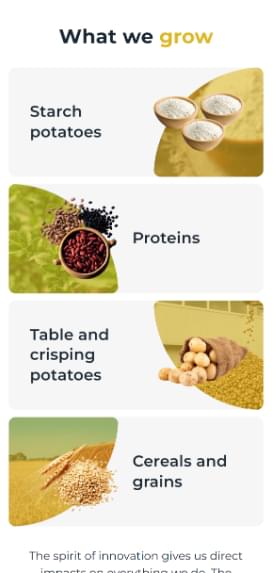 What we grow
Starch
potatoes
Proteins
Table and
crisping
potatoes
Cereals and
grains
The spirit of innovation gives us direct
impacts on everything we do. The